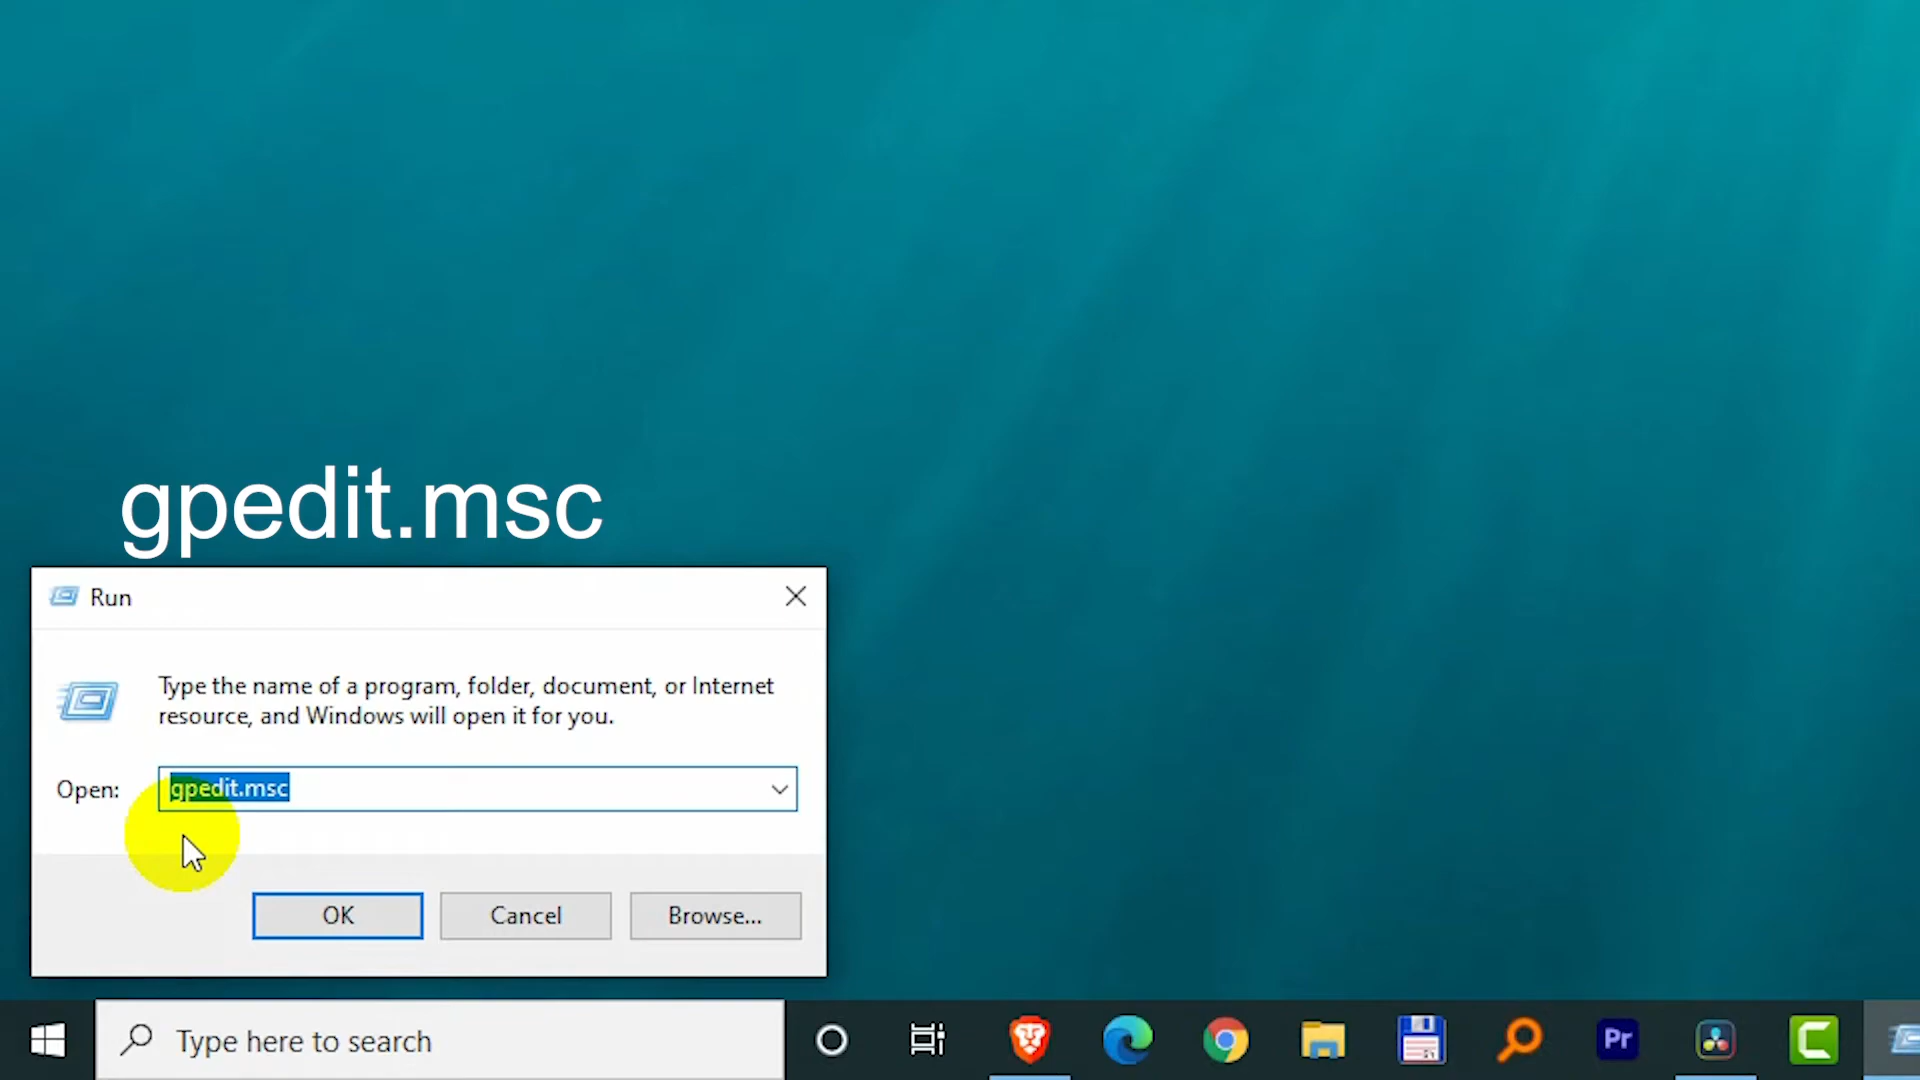 gpedit.msc
Run
Type the name of a program, folder, document, or Internet
resource, and Windows will open it for you.
Open: gpedit.msc
OK Cancel Browse...
Type here to search
Pr